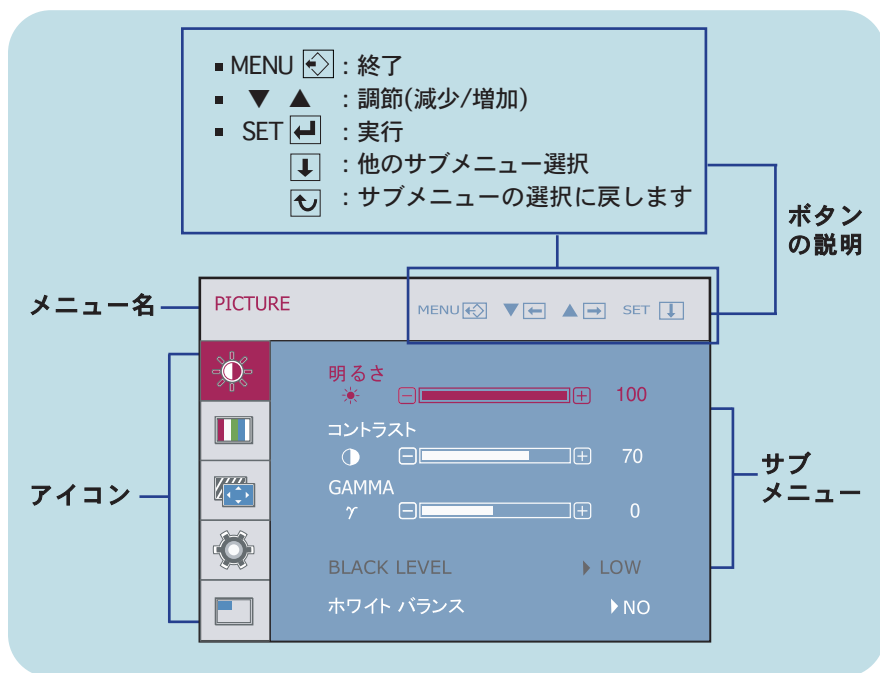 ■ MENU : 終了
■ ▼ ▲ : 調節(減少/増加)
■ SET : 実行
: 他のサブメニュー選択
: サブメニューの選択に戻します
ボタン
の説明
メニュー名
PICTURE
MENU ▼ ▲ SET
明るさ
100
コントラスト
70
GAMMA
γ 0
BLACK LEVEL LOW
ホワイト バランス NO
アイコン
サブ
メニュー